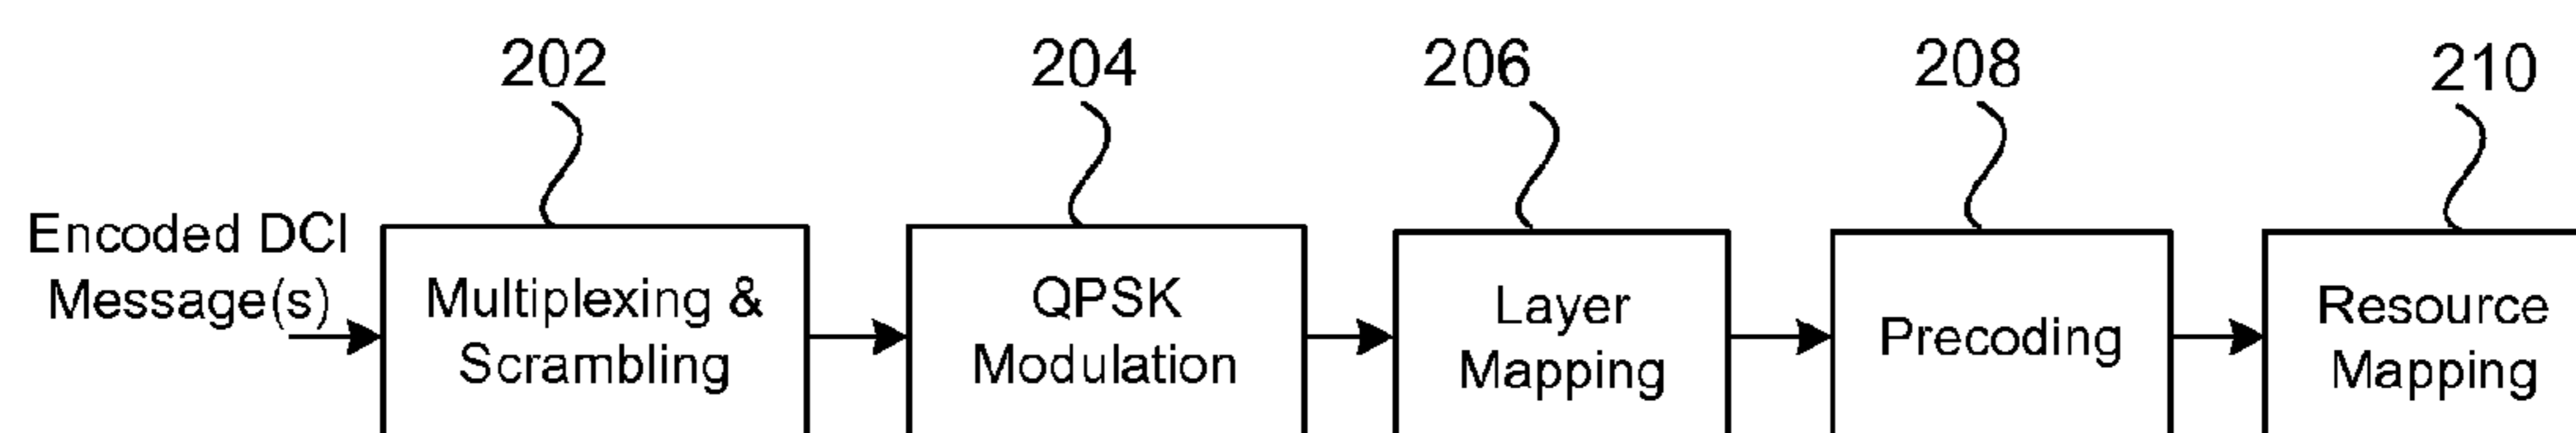 202
204
206
208
210
Encoded DCI
Message(s)
Multiplexing &
Scrambling
QPSK
Modulation
Layer
Mapping
Precoding
Resource
Mapping